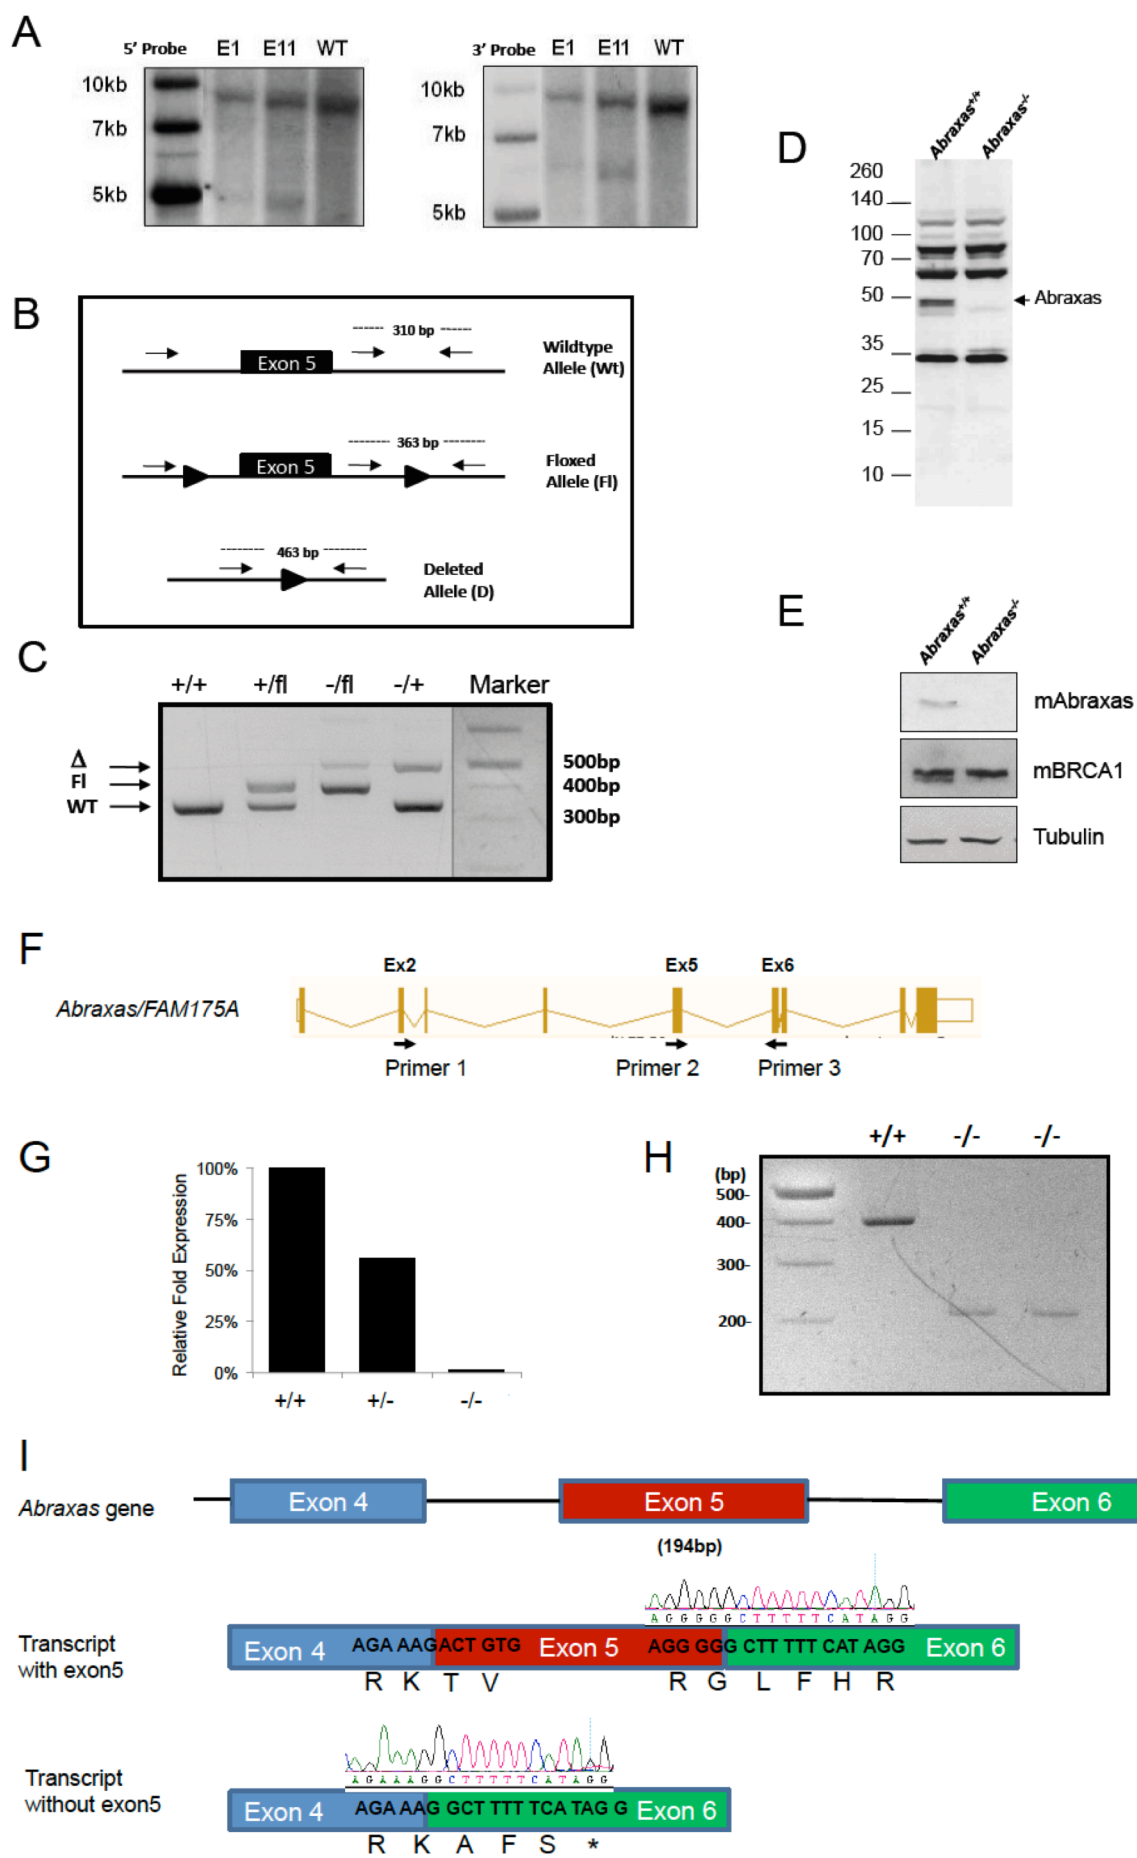 A
5' Probe E1 E11 WT
10kb
7kb
5kb
3' Probe E1 E11 WT
10kb
7kb
5kb
B
310 bp
Exon 5
Wildtype
Allele (Wt)
363 bp
Exon 5
Floxed
Allele (Fl)
463 bp
Deleted
Allele (D)
C
+/+ +/fl -/fl -/+ Marker
Δ
Fl
WT
500bp
400bp
300bp
D
Abraxas+/+ Abraxas-/-
260
140
100
70
50
35
25
15
10
Abraxas
E
Abraxas+/+ Abraxas-/-
mAbraxas
mBRCA1
Tubulin
F
Ex2 Ex5 Ex6
Abraxas/FAM175A
Primer 1 Primer 2 Primer 3
G
Relative Fold Expression
100%
75%
50%
25%
0%
+/+ +/- -/-
H
+/+ -/- -/-
(bp)
500-
400-
300-
200-
I
Abraxas gene
Exon 4 Exon 5 Exon 6
(194bp)
A G G G G G C T T T T T C A T A G G
Transcript
with exon5
Exon 4 AGA AAGACT GTG Exon 5 AGG GGGCTT TTTCAT AGG Exon 6
R K T V R G L F H R
A G A A A G G C T T T T T C A T A G G
Transcript
without exon5
Exon 4 AGA AAG GCT TTT TCA TAG G Exon 6
R K A F S *